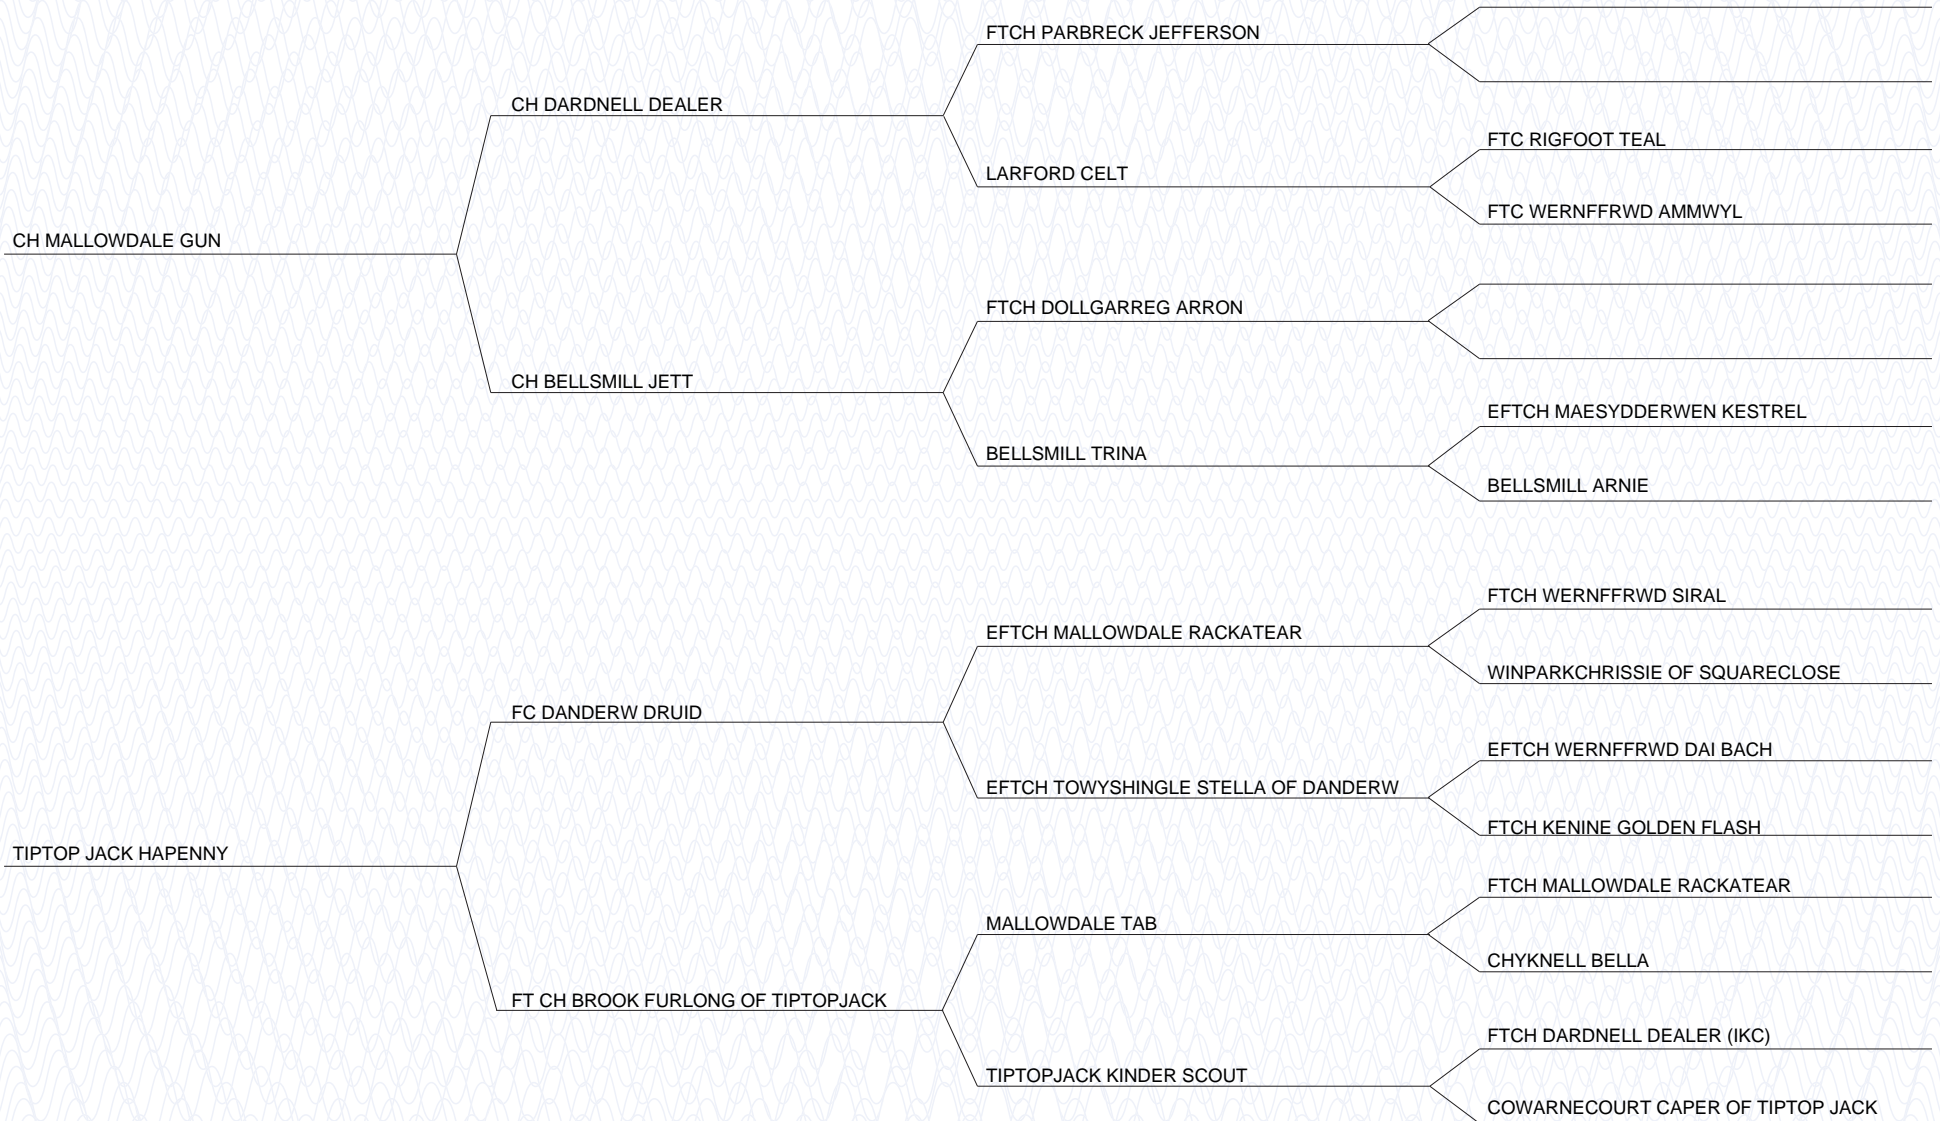 FTCH PARBRECK JEFFERSON
CH DARDNELL DEALER
FTC RIGFOOT TEAL
LARFORD CELT
FTC WERNFFRWD AMMWYL
CH MALLOWDALE GUN
FTCH DOLLGARREG ARRON
CH BELLSMILL JETT
EFTCH MAESYDDERWEN KESTREL
BELLSMILL TRINA
BELLSMILL ARNIE
FTCH WERNFFRWD SIRAL
EFTCH MALLOWDALE RACKATEAR
WINPARKCHRISSIE OF SQUARECLOSE
FC DANDERW DRUID
EFTCH WERNFFRWD DAI BACH
EFTCH TOWYSHINGLE STELLA OF DANDERW
FTCH KENINE GOLDEN FLASH
TIPTOP JACK HAPENNY
FTCH MALLOWDALE RACKATEAR
MALLOWDALE TAB
CHYKNELL BELLA
FT CH BROOK FURLONG OF TIPTOPJACK
FTCH DARDNELL DEALER (IKC)
TIPTOPJACK KINDER SCOUT
COWARNECOURT CAPER OF TIPTOP JACK